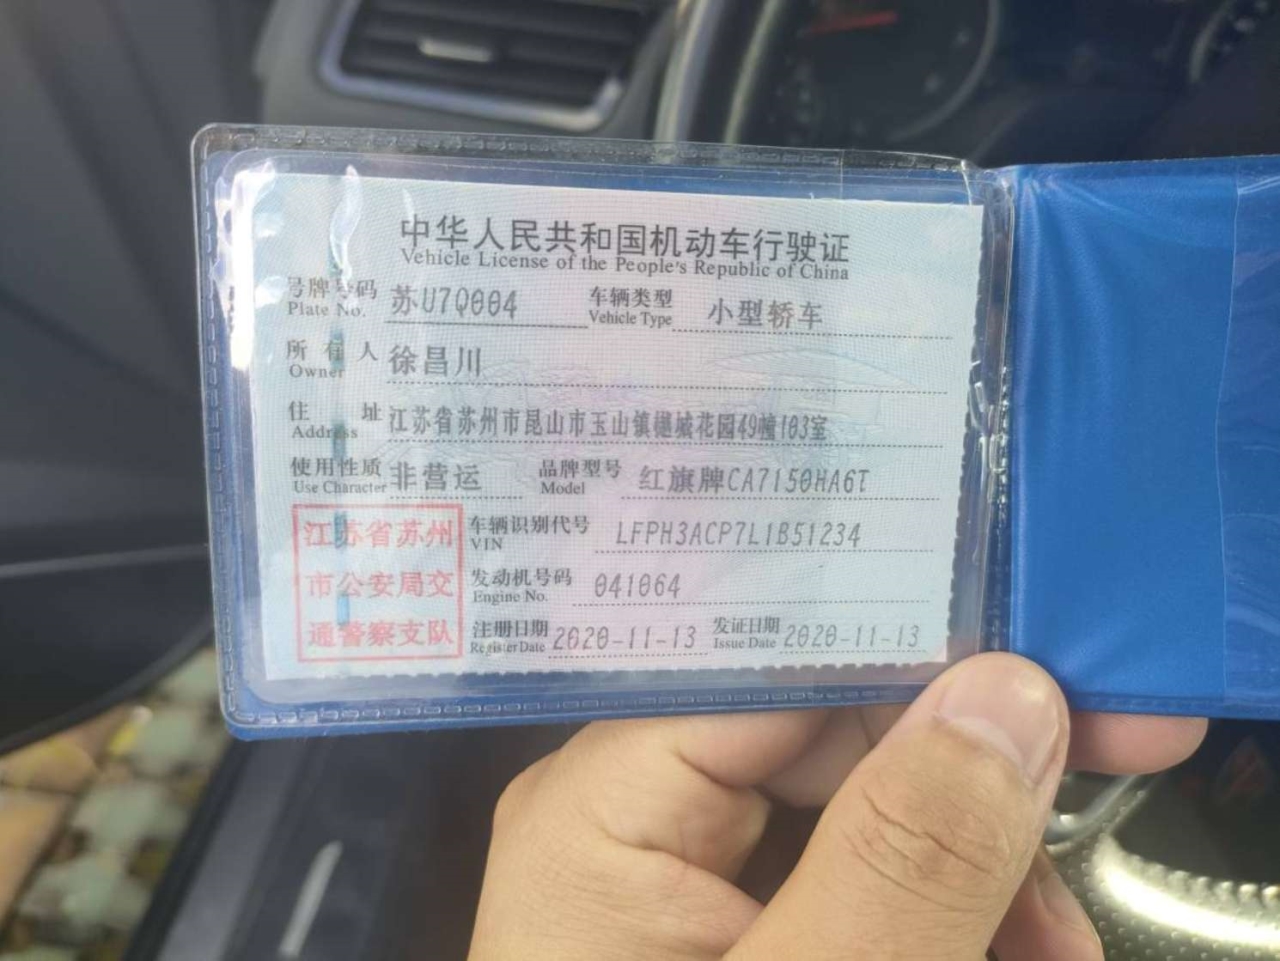 中华人民共和国机动车行驶证
Vehicle License of the People's Republic of China
号牌号码 苏U7Q004 车辆类型 小型轿车
Plate No. Vehicle Type
所有人 徐昌川
Owner
住址 江苏省苏州市昆山市玉山镇樾城花园49幢103室
Address
使用性质 非营运 品牌型号 红旗牌CA7150HA6T
Use Character Model
江苏省苏州 车辆识别代号 LFPH3ACP7L1B51234
VIN
市公安局交 发动机号码 041064
Engine No.
通警察支队 注册日期 2020-11-13 发证日期 2020-11-13
Register Date Issue Date